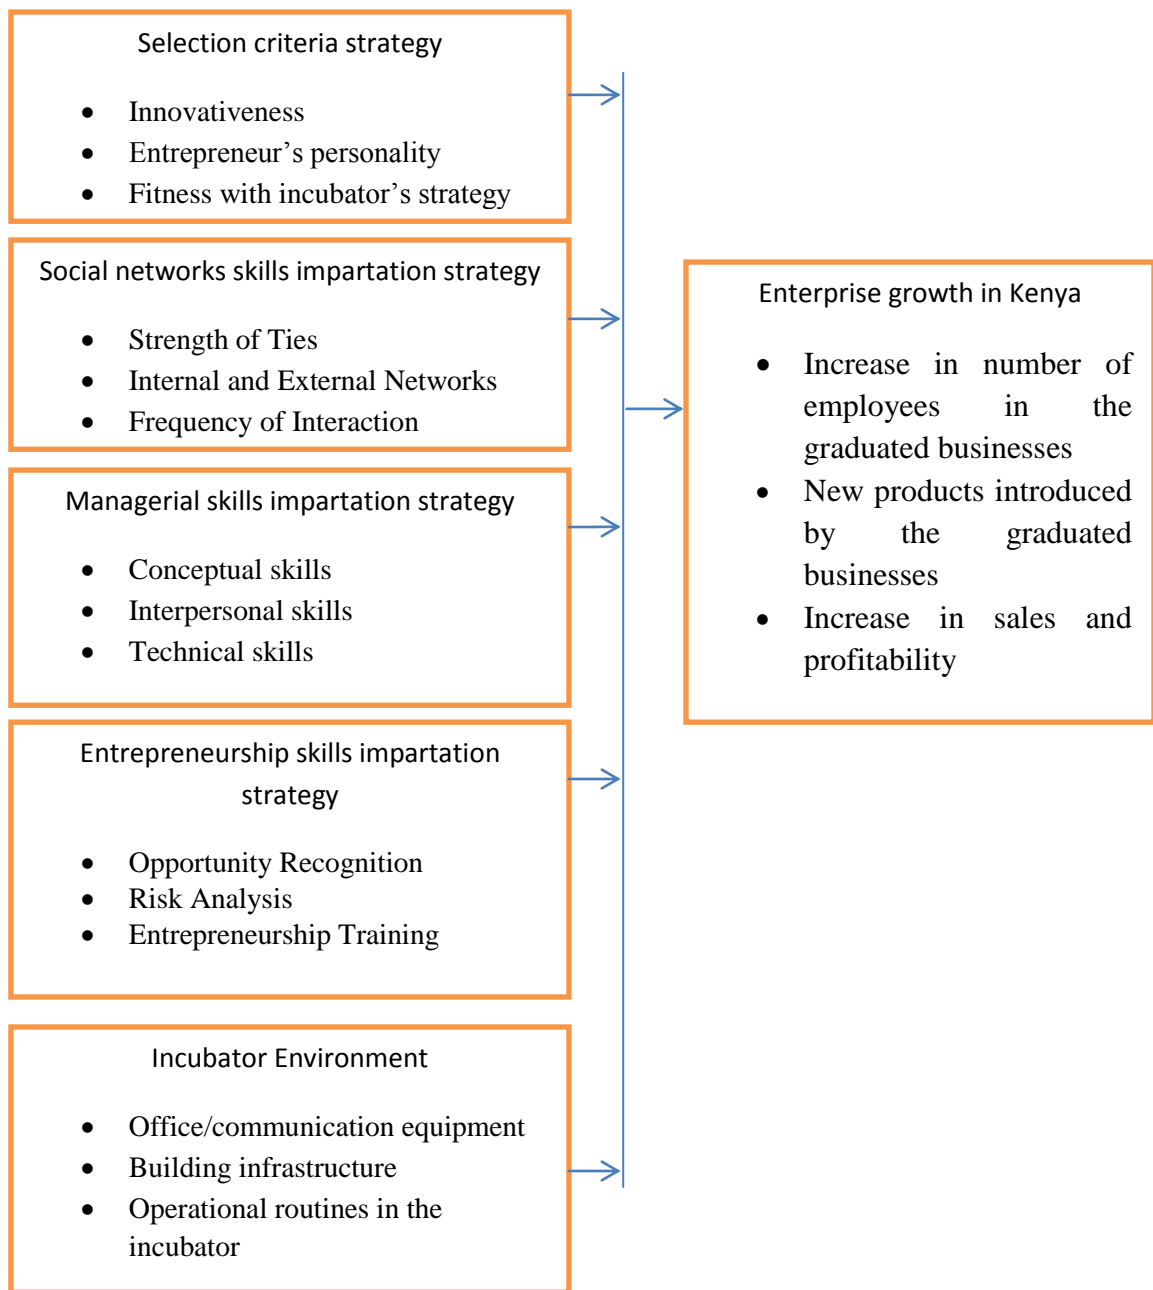 Selection criteria strategy
• Innovativeness
• Entrepreneur’s personality
• Fitness with incubator’s strategy
Social networks skills impartation strategy
• Strength of Ties
• Internal and External Networks
• Frequency of Interaction
Managerial skills impartation strategy
• Conceptual skills
• Interpersonal skills
• Technical skills
Entrepreneurship skills impartation
strategy
• Opportunity Recognition
• Risk Analysis
• Entrepreneurship Training
Incubator Environment
• Office/communication equipment
• Building infrastructure
• Operational routines in the
incubator
Enterprise growth in Kenya
• Increase in number of
employees in the
graduated businesses
• New products introduced
by the graduated
businesses
• Increase in sales and
profitability